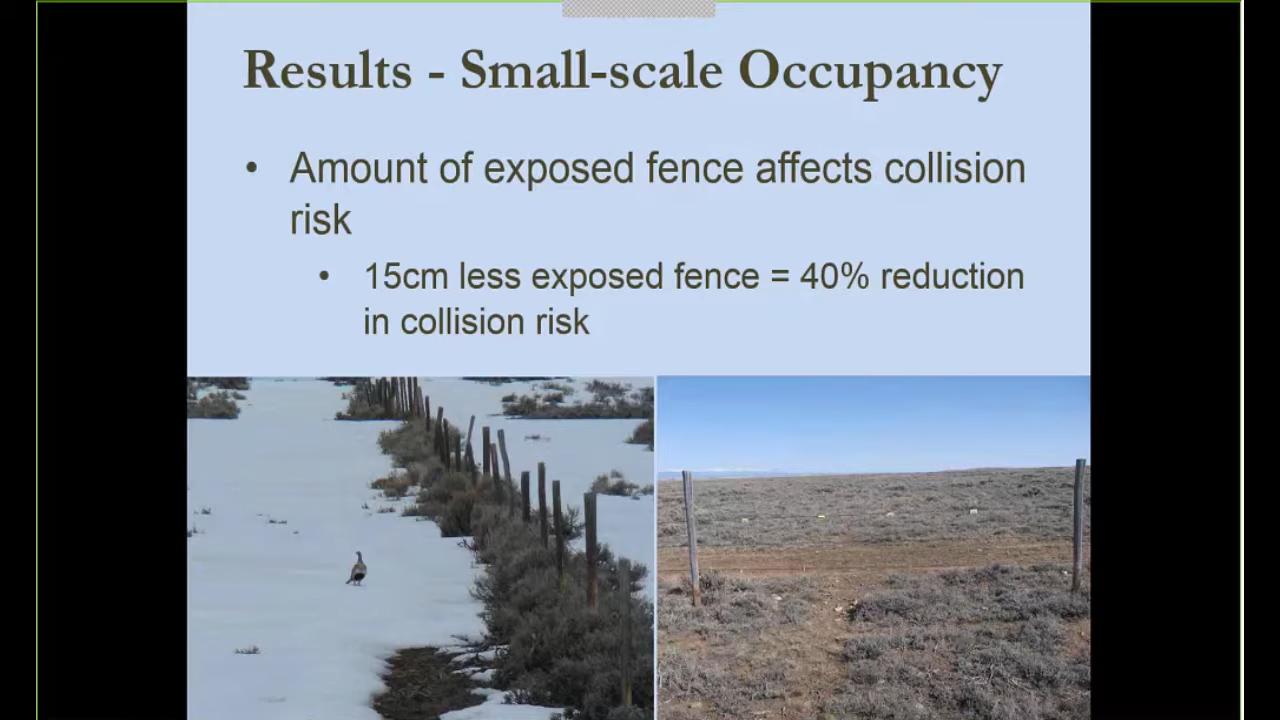 Results - Small-scale Occupancy
• Amount of exposed fence affects collision
risk
• 15cm less exposed fence = 40% reduction
in collision risk